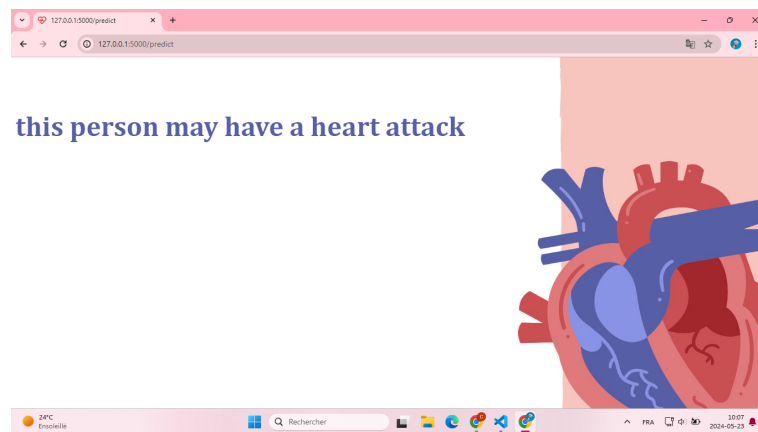 127.0.0.1:5000/predict
127.0.0.1:5000/predict
this person may have a heart attack
24°C
Ensoleillé
Rechercher
FRA
10:07
2024-05-23